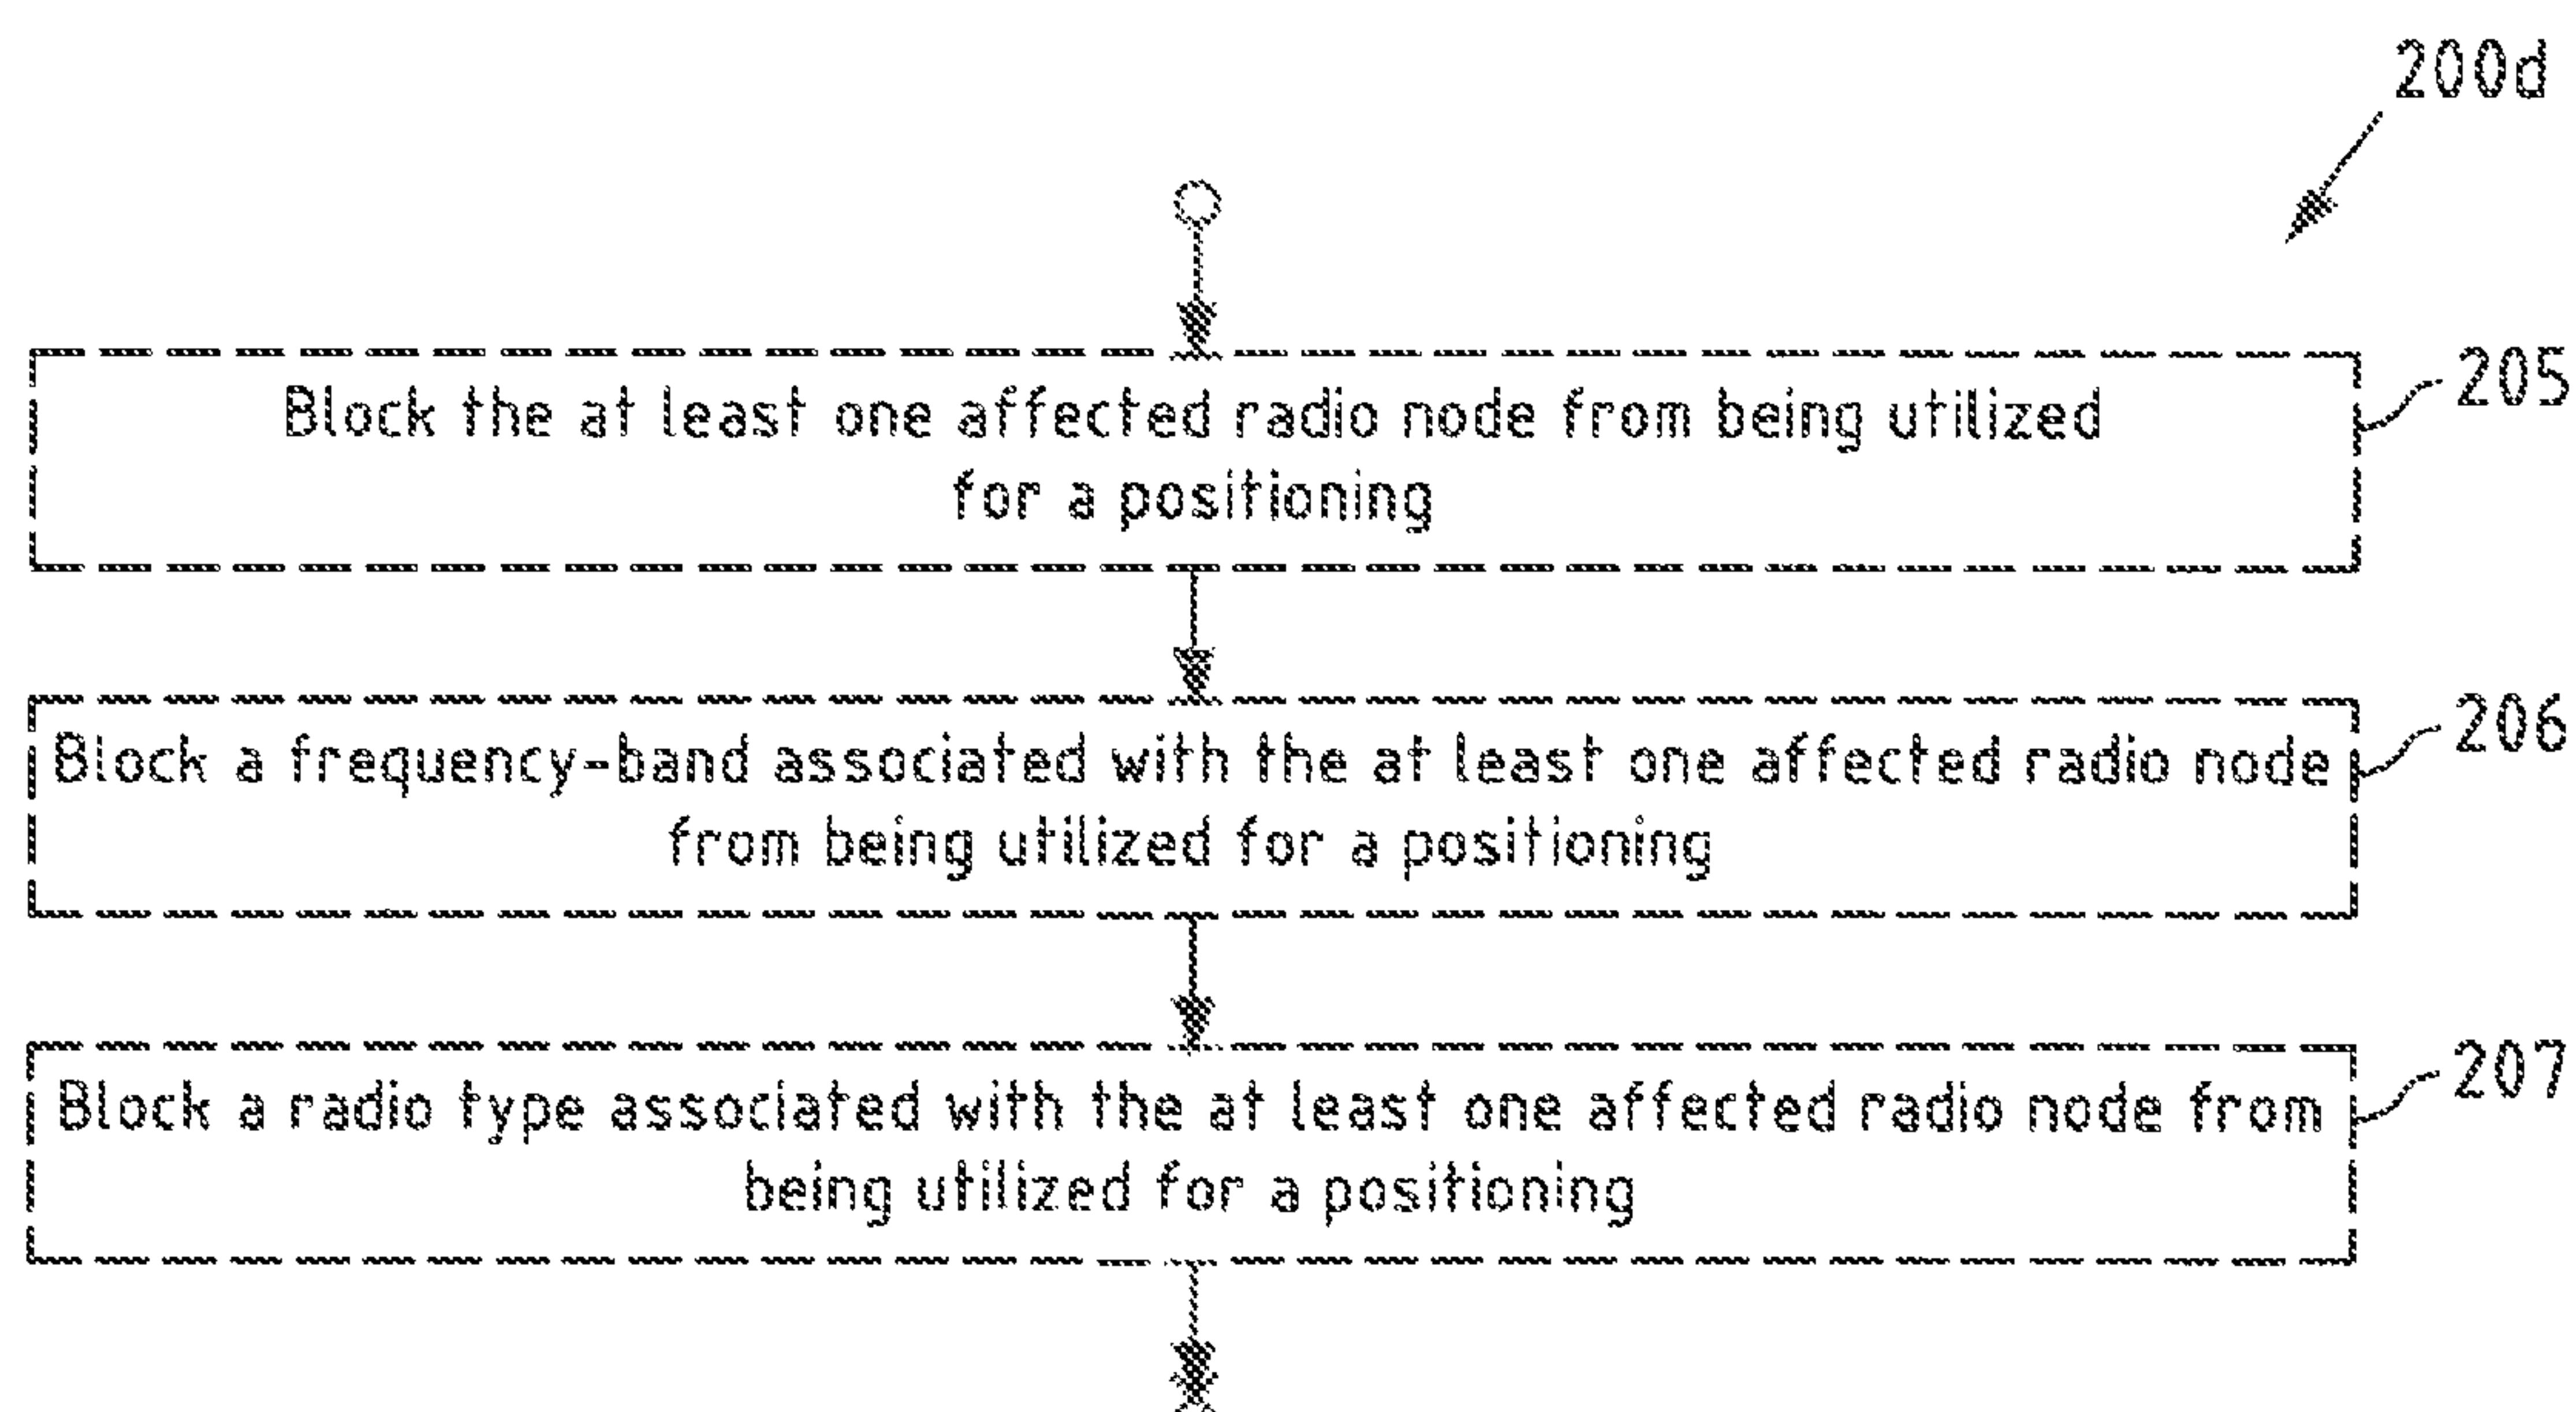 200d
Block the at least one affected radio node from being utilized
for a positioning
205
Block a frequency-band associated with the at least one affected radio node
from being utilized for a positioning
206
Block a radio type associated with the at least one affected radio node from
being utilized for a positioning
207